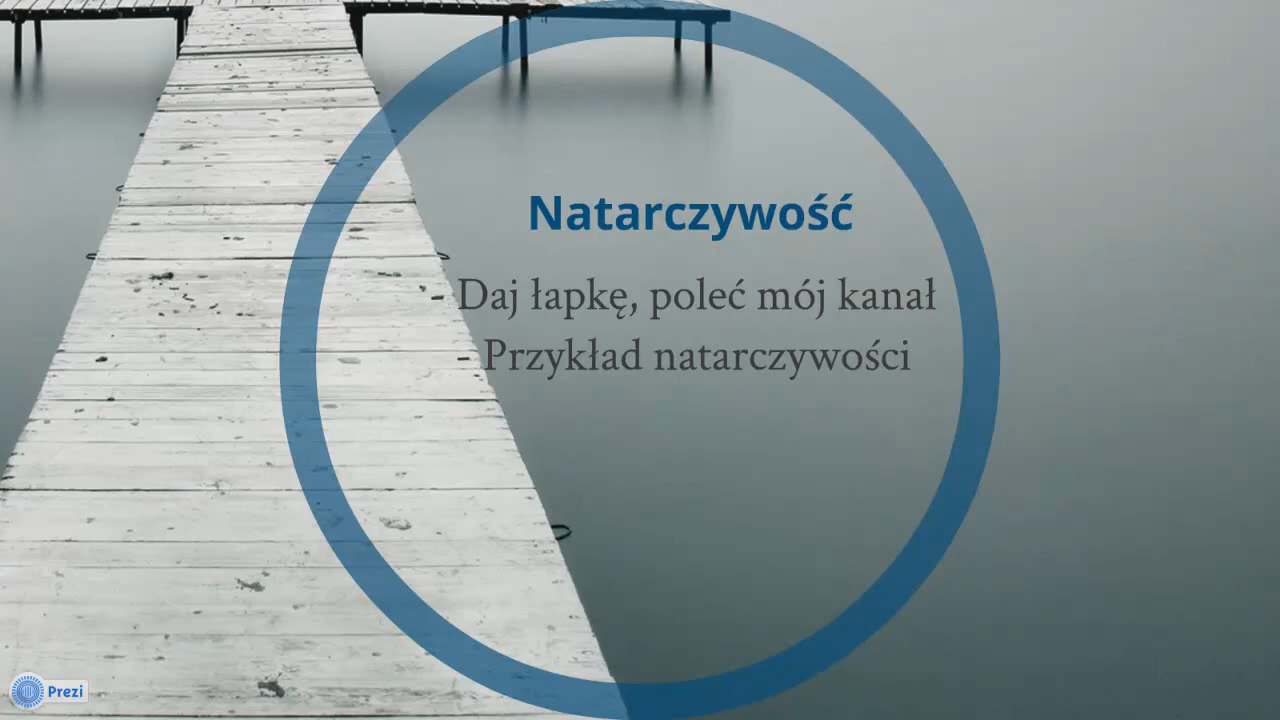 Natarczywość
- Daj łapkę, poleć mój kanał
- Przykład natarczywości
Prezi